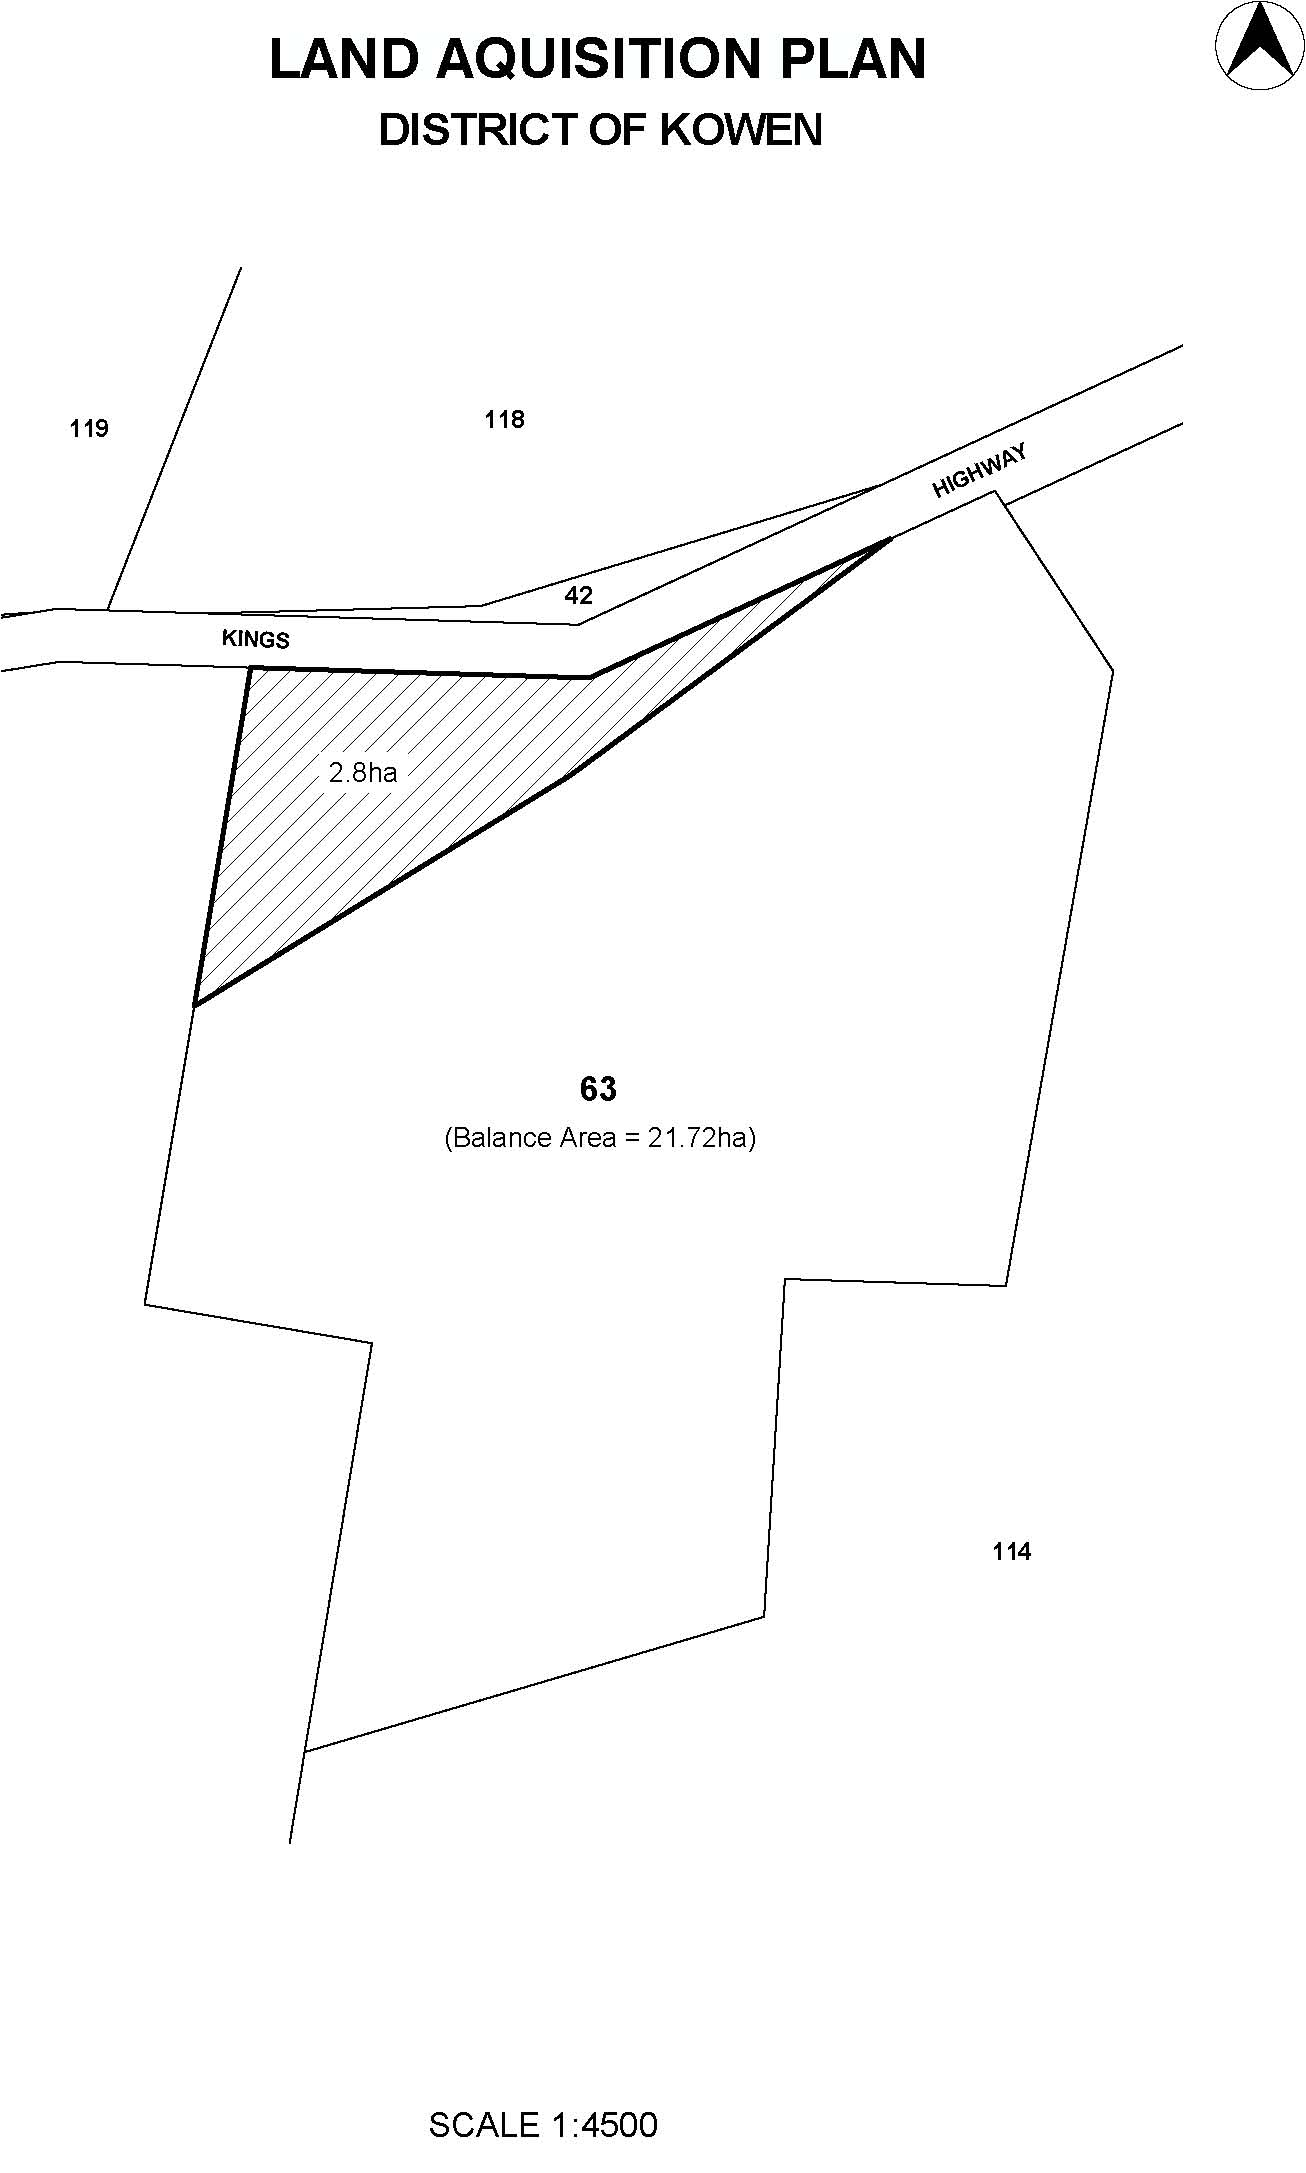 LAND AQUISITION PLAN
DISTRICT OF KOWEN
119
118
HIGHWAY
42
KINGS
2.8ha
63
(Balance Area = 21.72ha)
114
SCALE 1:4500